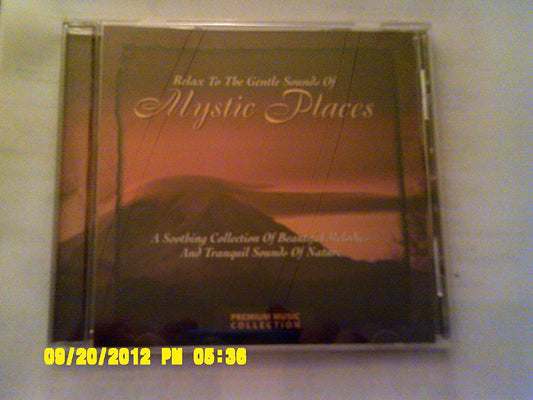 Relax To The Gentle Sounds Of
Mystic Places
A Soothing Collection Of Beautiful Melodies
And Tranquil Sounds Of Nature
PREMIUM MUSIC
COLLECTION
09/20/2012 PM 05:36